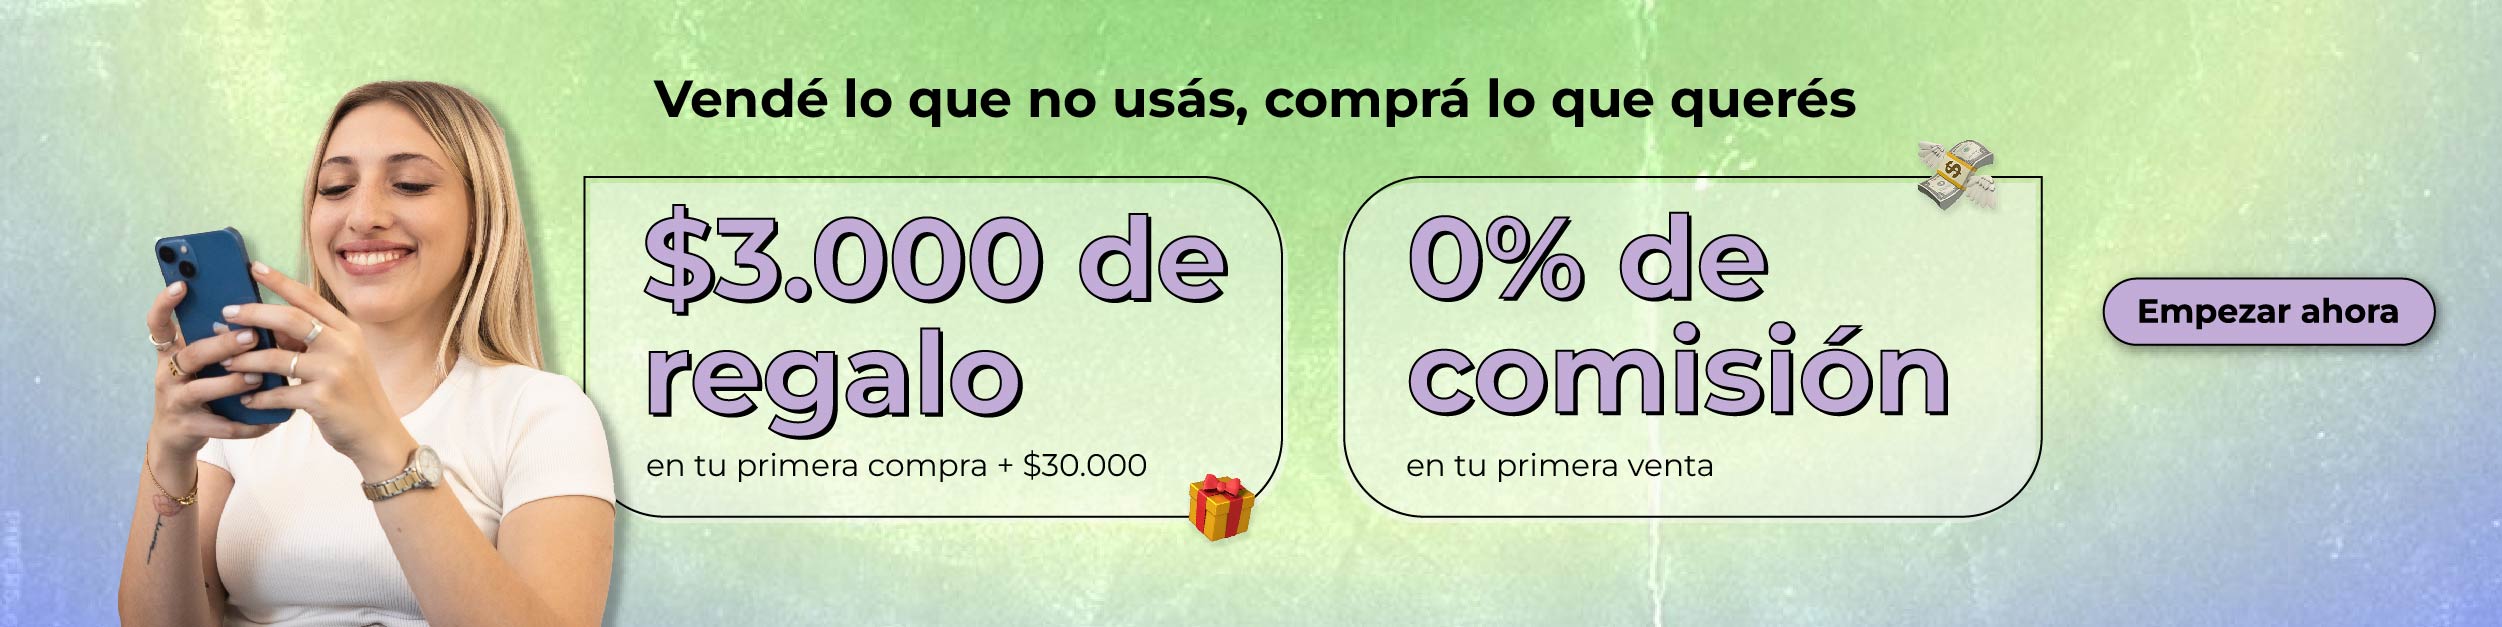 Vendé lo que no usás, comprá lo que querés
$3.000 de
regalo
en tu primera compra + $30.000
0% de
comisión
en tu primera venta
Empezar ahora